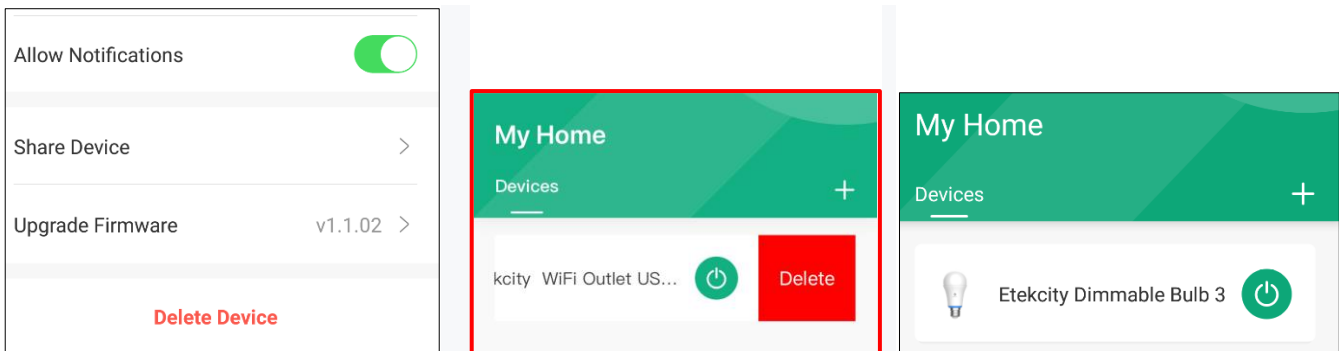 Allow Notifications
Share Device
Upgrade Firmware v1.1.02
Delete Device
My Home
Devices
kcity WiFi Outlet US... Delete
My Home
Devices
Etekcity Dimmable Bulb 3